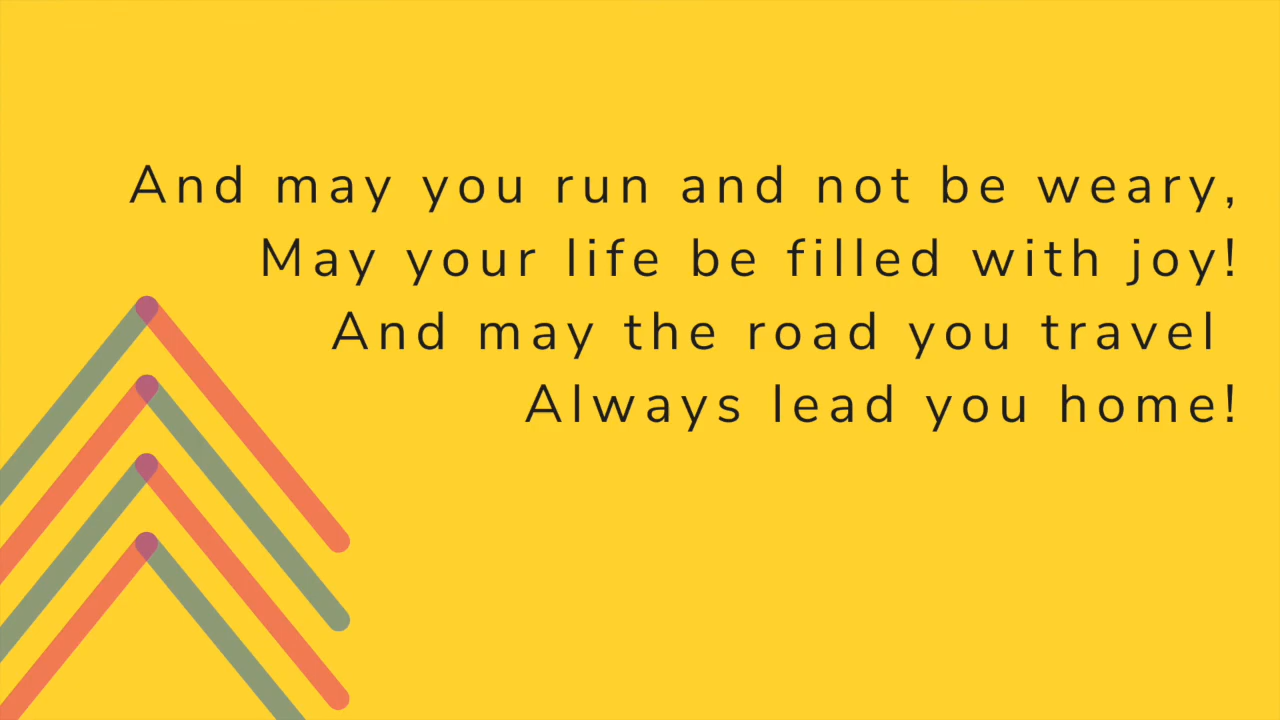 And may you run and not be weary,
May your life be filled with joy!
And may the road you travel
Always lead you home!